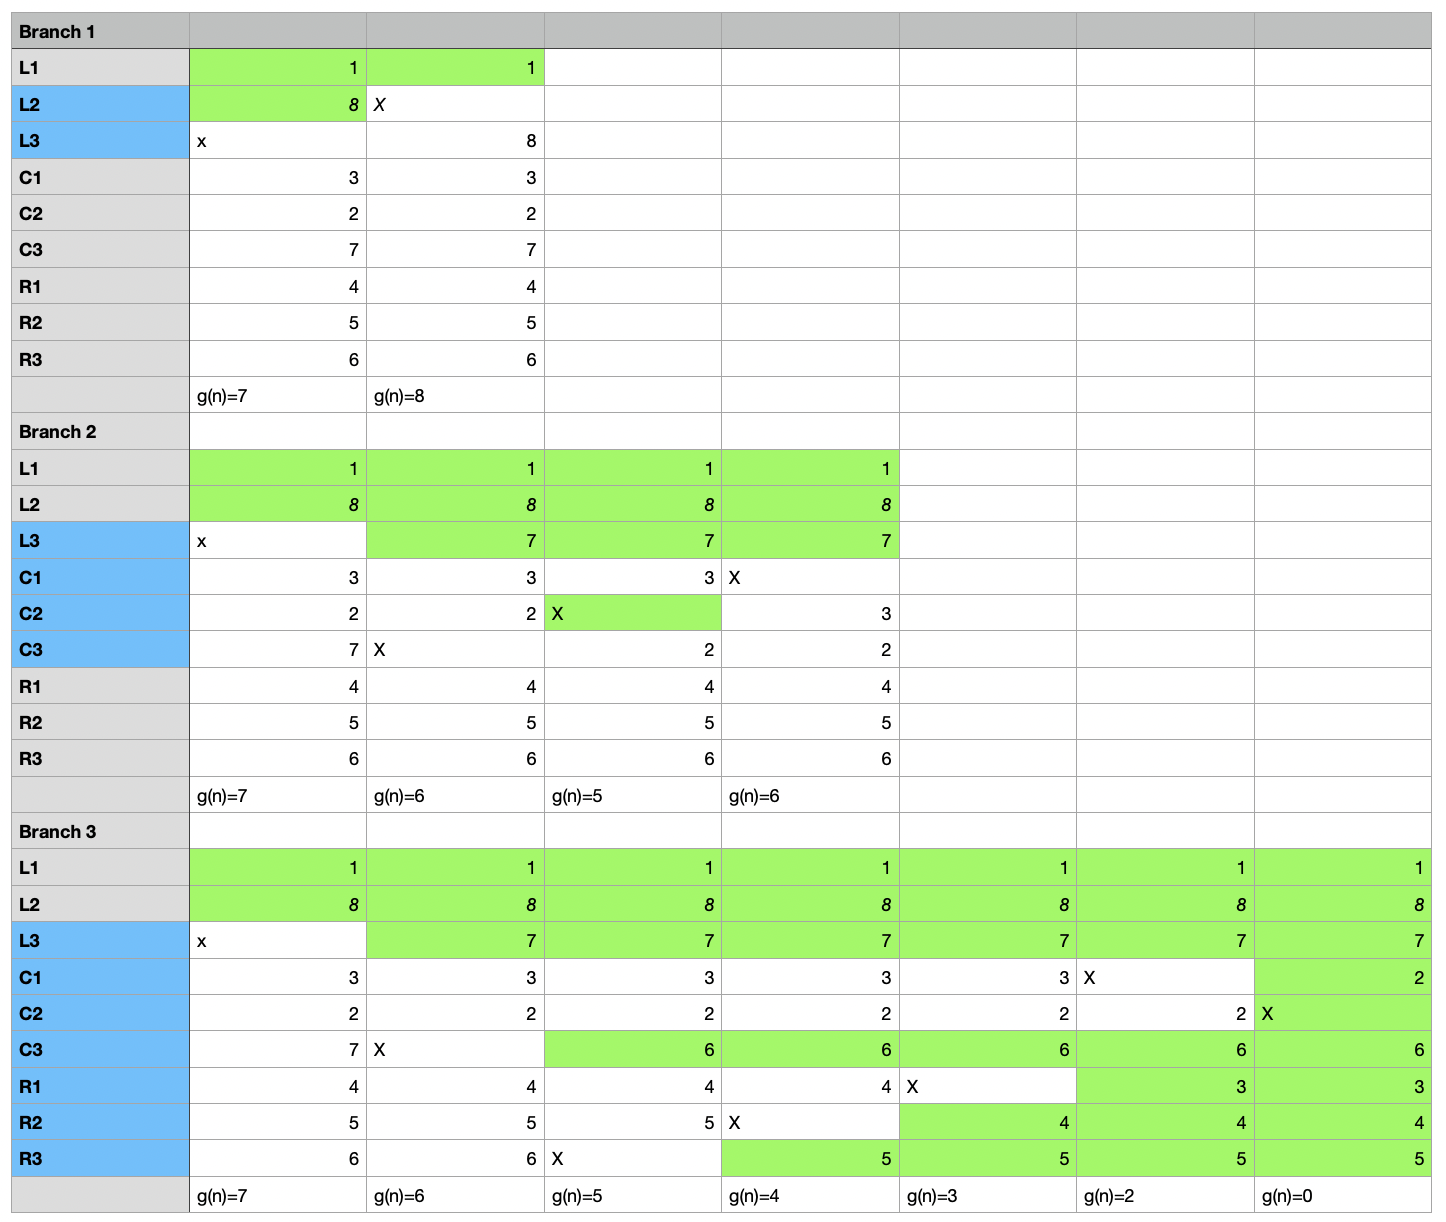 Branch 1
L1 1 1
L2 8 X
L3 x 8
C1 3 3
C2 2 2
C3 7 7
R1 4 4
R2 5 5
R3 6 6
g(n)=7 g(n)=8
Branch 2
L1 1 1 1 1
L2 8 8 8 8
L3 x 7 7 7
C1 3 3 3 X
C2 2 2 X 3
C3 7 X 2 2
R1 4 4 4 4
R2 5 5 5 5
R3 6 6 6 6
g(n)=7 g(n)=6 g(n)=5 g(n)=6
Branch 3
L1 1 1 1 1 1 1 1
L2 8 8 8 8 8 8 8
L3 x 7 7 7 7 7 7
C1 3 3 3 3 3 X 2
C2 2 2 2 2 2 2 X
C3 7 X 6 6 6 6 6
R1 4 4 4 4 X 3 3
R2 5 5 5 X 4 4 4
R3 6 6 X 5 5 5 5
g(n)=7 g(n)=6 g(n)=5 g(n)=4 g(n)=3 g(n)=2 g(n)=0